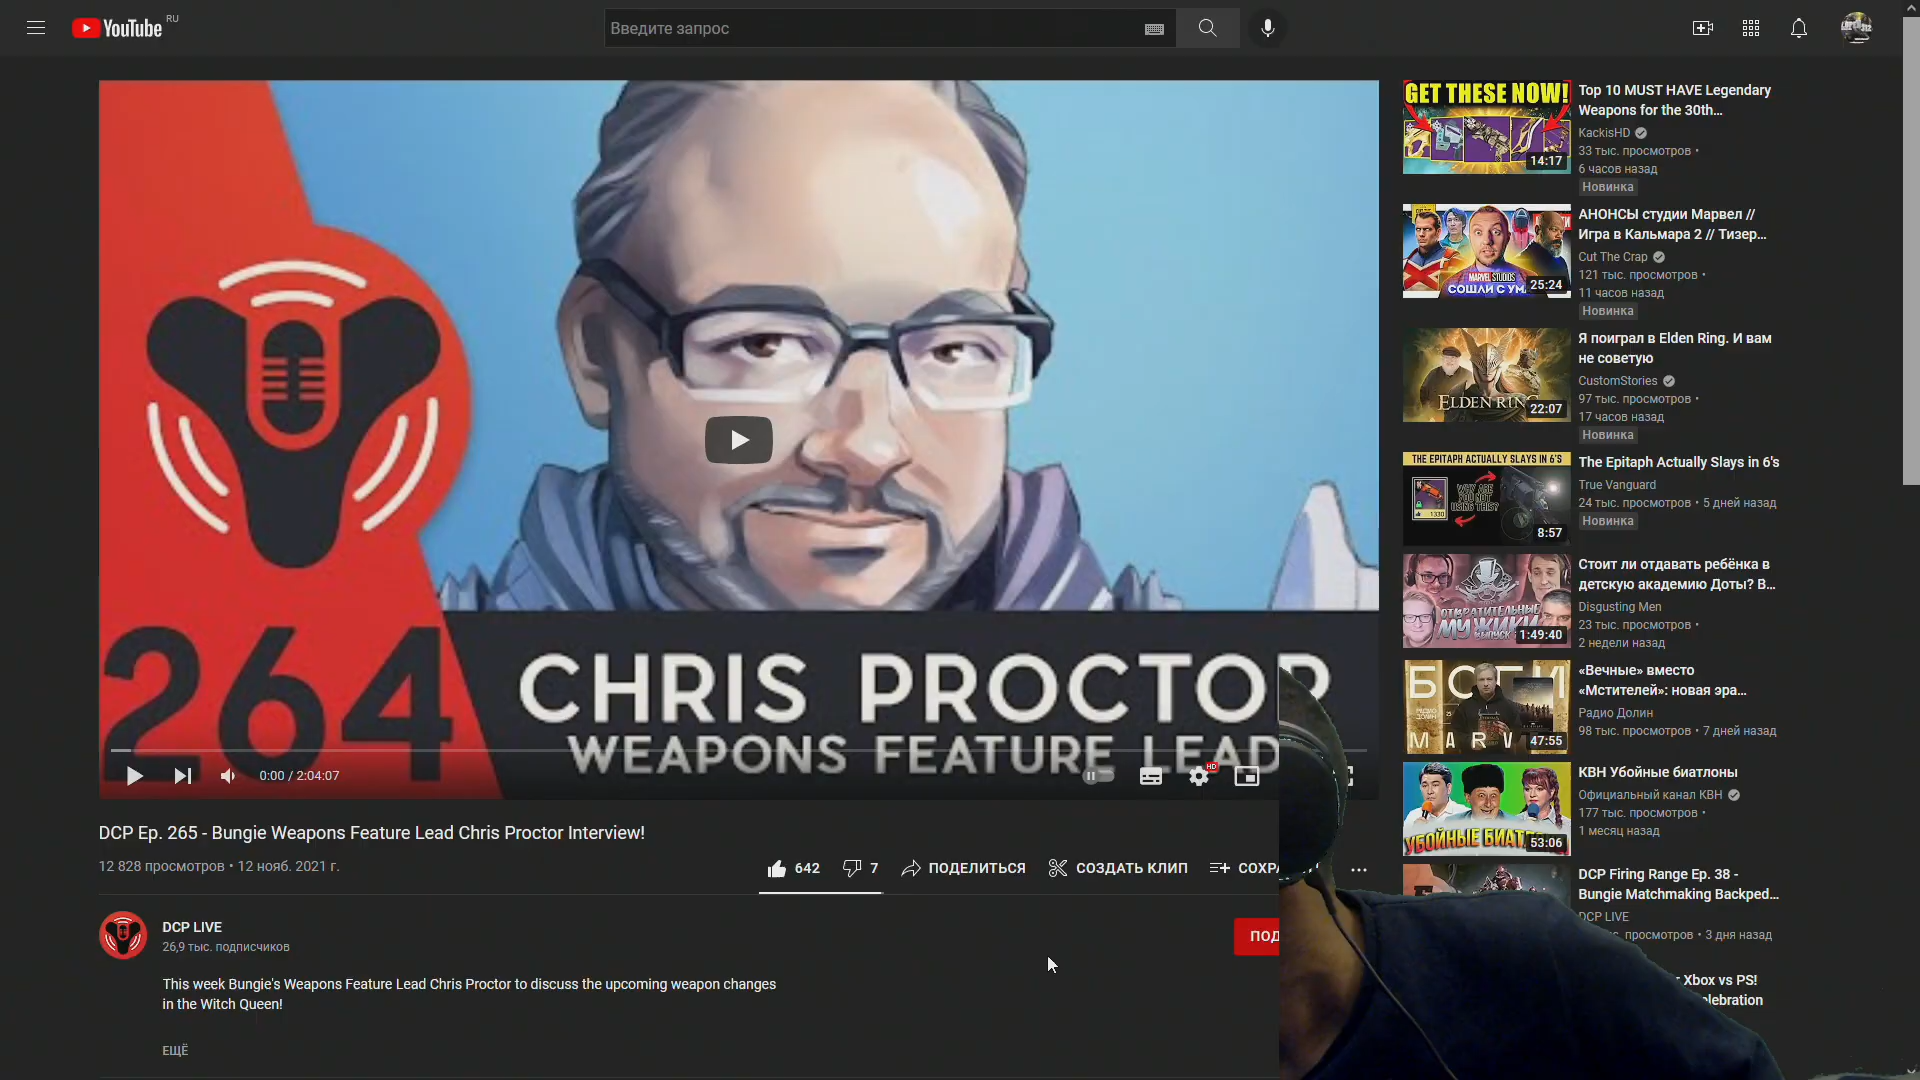 YouTube RU
Введите запрос
264
CHRIS PROCTOR
WEAPONS FEATURE LEAD
0:00 / 2:04:07
HD
DCP Ep. 265 - Bungie Weapons Feature Lead Chris Proctor Interview!
12 828 просмотров • 12 нояб. 2021 г.
642
7
ПОДЕЛИТЬСЯ
СОЗДАТЬ КЛИП
DCP LIVE
26,9 тыс. подписчиков
This week Bungie's Weapons Feature Lead Chris Proctor to discuss the upcoming weapon changes
in the Witch Queen!
ЕЩЁ
GET THESE NOW!
14:17
Top 10 MUST HAVE Legendary
Weapons for the 30th...
KackisHD
33 тыс. просмотров •
6 часов назад
Новинка
MARVEL STUDIOS
СОШЛИ С УМ
25:24
АНОНСЫ студии Марвел //
Игра в Кальмара 2 // Тизер...
Cut The Crap
121 тыс. просмотров •
11 часов назад
Новинка
ELDEN RING
22:07
Я поиграл в Elden Ring. И вам
не советую
CustomStories
97 тыс. просмотров •
17 часов назад
Новинка
THE EPITAPH ACTUALLY SLAYS IN 6'S
WHY ARE
YOU NOT
USING THIS?
1330
8:57
The Epitaph Actually Slays in 6's
True Vanguard
24 тыс. просмотров • 5 дней назад
Новинка
ОТВРАТИТЕЛЬНЫЕ
МУЖИКИ
1:49:40
Стоит ли отдавать ребёнка в
детскую академию Доты? В...
Disgusting Men
23 тыс. просмотров •
2 недели назад
БОГИ
РАДИО
ДОЛИН
MARV
47:55
«Вечные» вместо
«Мстителей»: новая эра...
Радио Долин
98 тыс. просмотров • 7 дней назад
УБОЙНЫЕ БИАТ
53:06
КВН Убойные биатлоны
Официальный канал КВН
177 тыс. просмотров •
1 месяц назад
DCP Firing Range Ep. 38 -
Bungie Matchmaking Backped...
DCP LIVE
просмотров • 3 дня назад
Xbox vs PS!